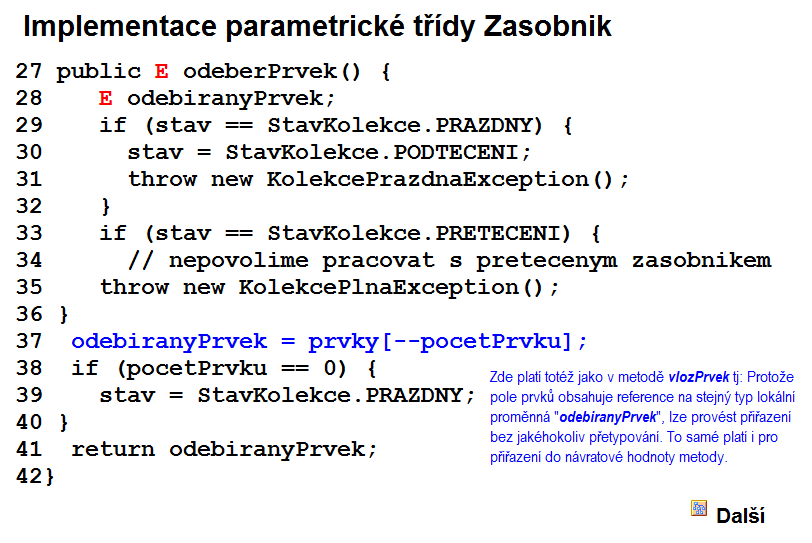 Implementace parametrické třídy Zasobnik
27 public E odeberPrvek() {
28 E odebiranyPrvek;
29 if (stav == StavKolekce.PRAZDNY) {
30 stav = StavKolekce.PODTECENI;
31 throw new KolekcePrazdnaException();
32 }
33 if (stav == StavKolekce.PRETECENI) {
34 // nepovolime pracovat s pretecenym zasobnikem
35 throw new KolekcePlnaException();
36 }
37 odebiranyPrvek = prvky[--pocetPrvku];
38 if (pocetPrvku == 0) {
39 stav = StavKolekce.PRAZDNY;
40 }
41 return odebiranyPrvek;
42}
Zde platí totéž jako v metodě vlozPrvek tj: Protože
pole prvků obsahuje reference na stejný typ lokální
proměnná "odebiranyPrvek", lze provést přiřazení
bez jakéhokoliv přetypování. To samé platí i pro
přiřazení do návratové hodnoty metody.
Další